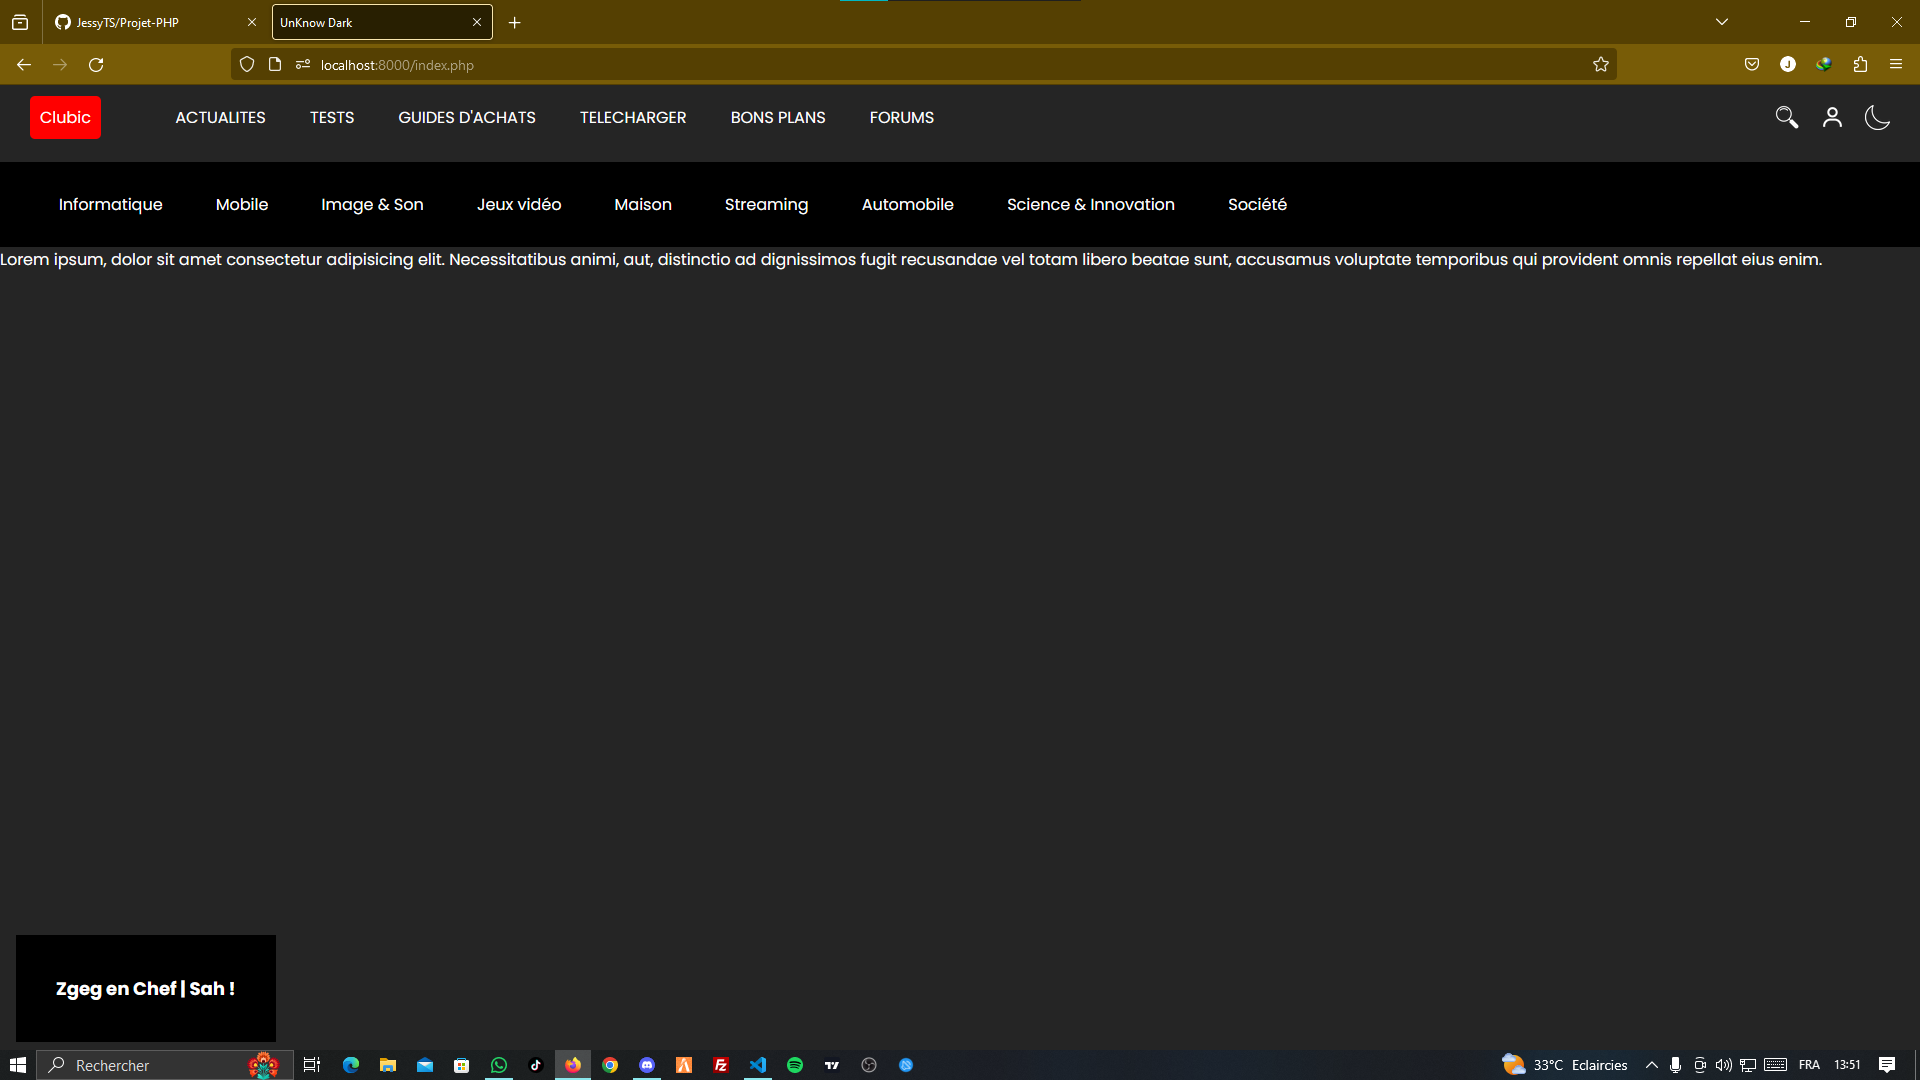 JessyTS/Projet-PHP
UnKnow Dark
localhost:8000/index.php
J
Clubic
ACTUALITES
TESTS
GUIDES D'ACHATS
TELECHARGER
BONS PLANS
FORUMS
Informatique
Mobile
Image & Son
Jeux vidéo
Maison
Streaming
Automobile
Science & Innovation
Société
Lorem ipsum, dolor sit amet consectetur adipisicing elit. Necessitatibus animi, aut, distinctio ad dignissimos fugit recusandae vel totam libero beatae sunt, accusamus voluptate temporibus qui provident omnis repellat eius enim.
Zgeg en Chef | Sah !
Rechercher
33°C Eclaircies
FRA
13:51